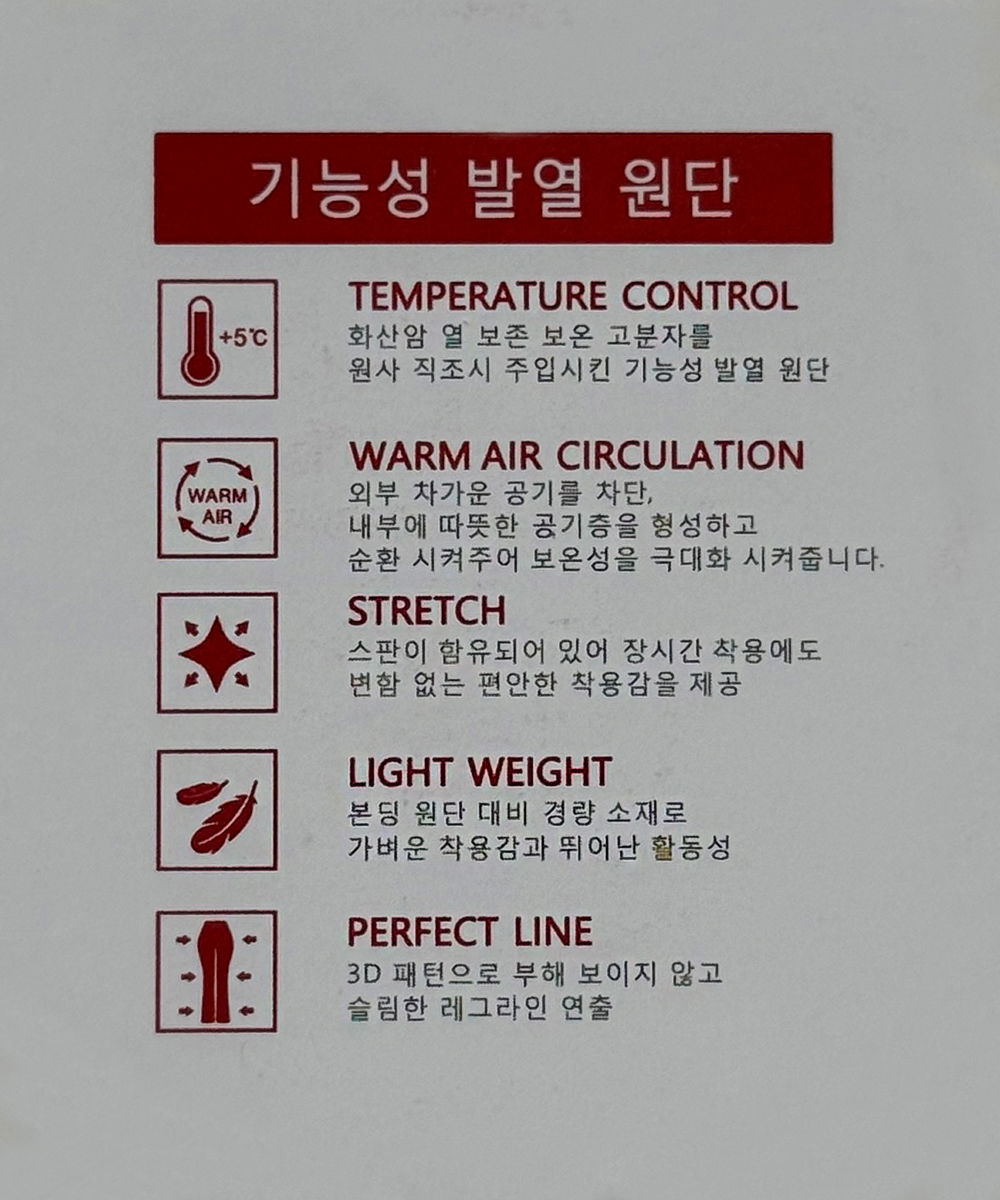 기능성 발열 원단
+5℃
TEMPERATURE CONTROL
화산암 열 보존 보온 고분자를
원사 직조시 주입시킨 기능성 발열 원단
WARM
AIR
WARM AIR CIRCULATION
외부 차가운 공기를 차단,
내부에 따뜻한 공기층을 형성하고
순환 시켜주어 보온성을 극대화 시켜줍니다.
STRETCH
스판이 함유되어 있어 장시간 착용에도
변함 없는 편안한 착용감을 제공
LIGHT WEIGHT
본딩 원단 대비 경량 소재로
가벼운 착용감과 뛰어난 활동성
PERFECT LINE
3D 패턴으로 부해 보이지 않고
슬림한 레그라인 연출